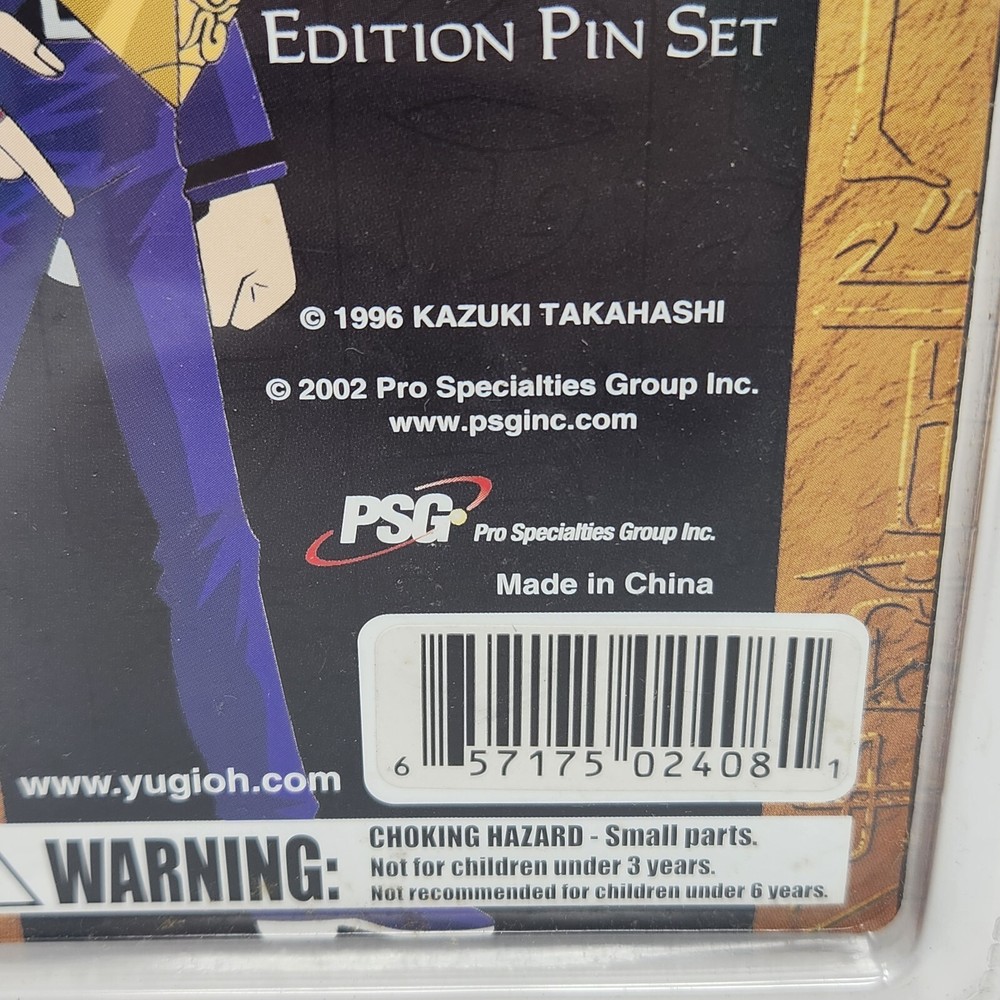 EDITION PIN SET
© 1996 KAZUKI TAKAHASHI
© 2002 Pro Specialties Group Inc.
www.psginc.com
PSG Pro Specialties Group Inc.
Made in China
6 57175 02408 1
www.yugioh.com
WARNING:
CHOKING HAZARD - Small parts.
Not for children under 3 years.
Not recommended for children under 6 years.